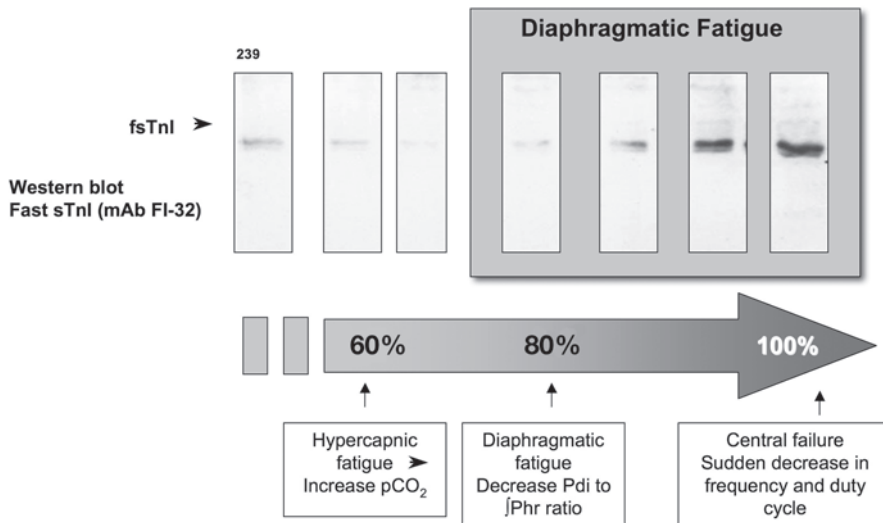 Diaphragmatic Fatigue
239
fsTnI
Western blot
Fast sTnI (mAb FI-32)
60%
80%
100%
Hypercapnic
fatigue
Increase pCO₂
Diaphragmatic
fatigue
Decrease Pdi to
∫Phr ratio
Central failure
Sudden decrease in
frequency and duty
cycle